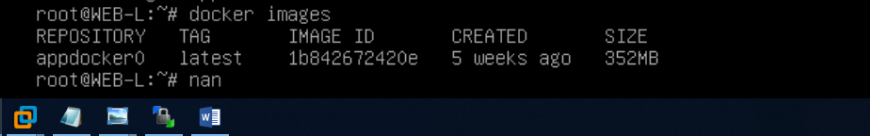 root@WEB-L:~# docker images
REPOSITORY TAG IMAGE ID CREATED SIZE
appdocker0 latest 1b842672420e 5 weeks ago 352MB
root@WEB-L:~# nan